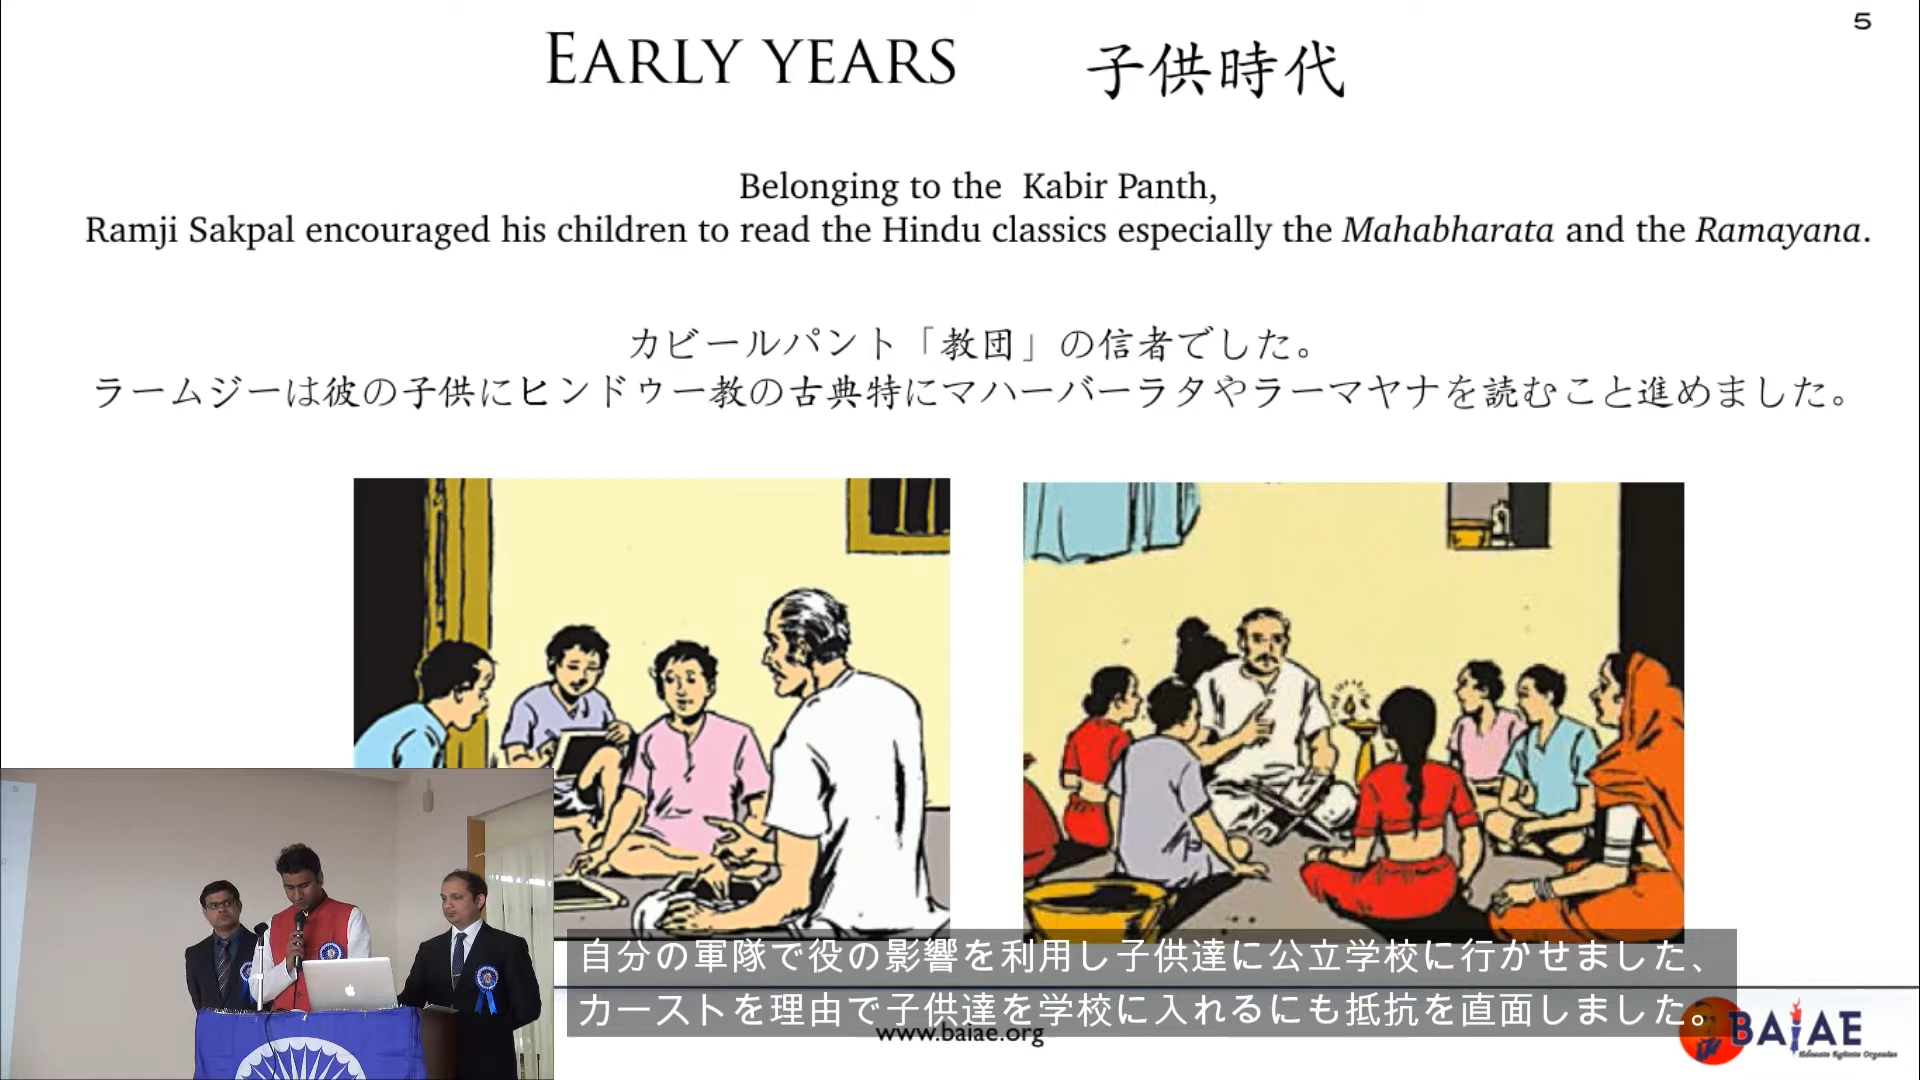 5
EARLY YEARS 子供時代
Belonging to the Kabir Panth,
Ramji Sakpal encouraged his children to read the Hindu classics especially the Mahabharata and the Ramayana.
カビールパント「教団」の信者でした。
ラームジーは彼の子供にヒンドゥー教の古典特にマハーバーラタやラーマヤナを読むこと進めました。
自分の軍隊で役の影響を利用し子供達に公立学校に行かせました、
カーストを理由で子供達を学校に入れるにも抵抗を直面しました。
www.baiae.org
BAIAE
Educate Agitate Organise